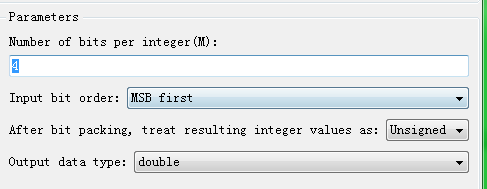 Parameters
Number of bits per integer(M):
4
Input bit order: MSB first
After bit packing, treat resulting integer values as: Unsigned
Output data type: double